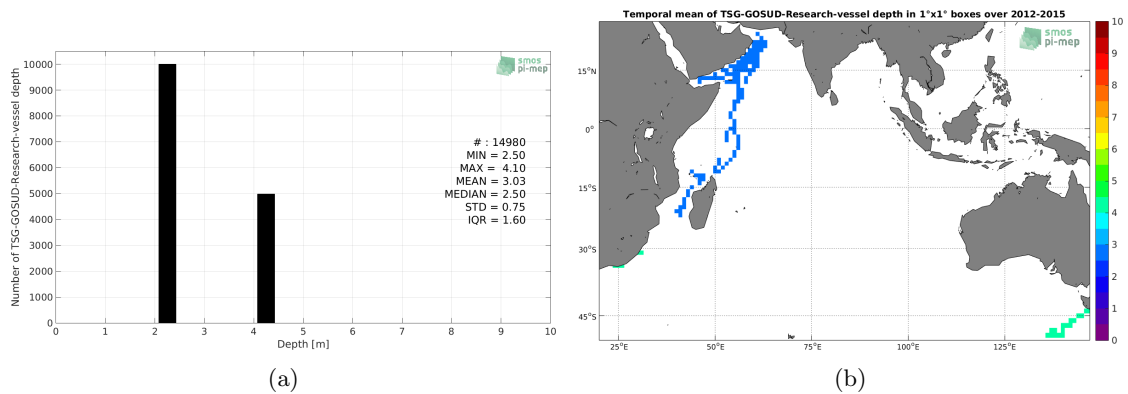 10000
9000
8000
7000
6000
5000
4000
3000
2000
1000
0
Number of TSG-GOSUD-Research-vessel depth
smos
pi-mep
# : 14980
MIN = 2.50
MAX = 4.10
MEAN = 3.03
MEDIAN = 2.50
STD = 0.75
IQR = 1.60
0 1 2 3 4 5 6 7 8 9 10
Depth [m]
(a)
Temporal mean of TSG-GOSUD-Research-vessel depth in 1°x1° boxes over 2012-2015
smos
pi-mep
15°N
0°
15°S
30°S
45°S
25°E 50°E 75°E 100°E 125°E
10
9
8
7
6
5
4
3
2
1
0
(b)